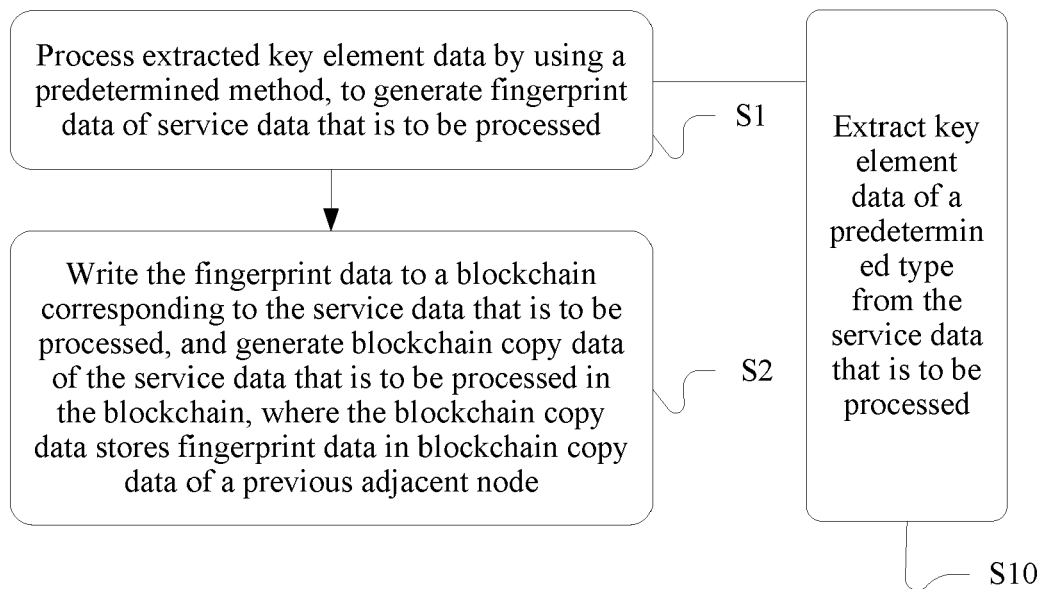 Process extracted key element data by using a
predetermined method, to generate fingerprint
data of service data that is to be processed
S1
Write the fingerprint data to a blockchain
corresponding to the service data that is to be
processed, and generate blockchain copy data
of the service data that is to be processed in
the blockchain, where the blockchain copy
data stores fingerprint data in blockchain copy
data of a previous adjacent node
S2
Extract key
element
data of a
predetermin
ed type
from the
service data
that is to be
processed
S10